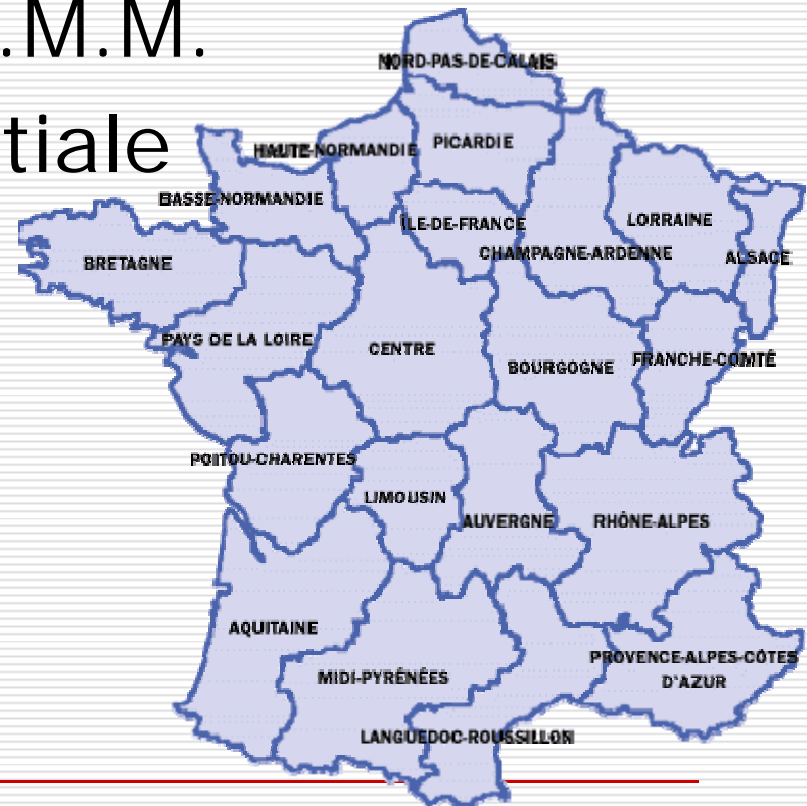 .M.M.
tiale
NORD-PAS-DE-CALAIS
HAUTE-NORMANDIE
PICARDIE
BASSE-NORMANDIE
ÎLE-DE-FRANCE
LORRAINE
CHAMPAGNE-ARDENNE
ALSACE
BRETAGNE
PAYS DE LA LOIRE
CENTRE
BOURGOGNE
FRANCHE-COMTÉ
POITOU-CHARENTES
LIMOUSIN
AUVERGNE
RHÔNE-ALPES
AQUITAINE
MIDI-PYRÉNÉES
PROVENCE-ALPES-CÔTES
D'AZUR
LANGUEDOC-ROUSSILLON